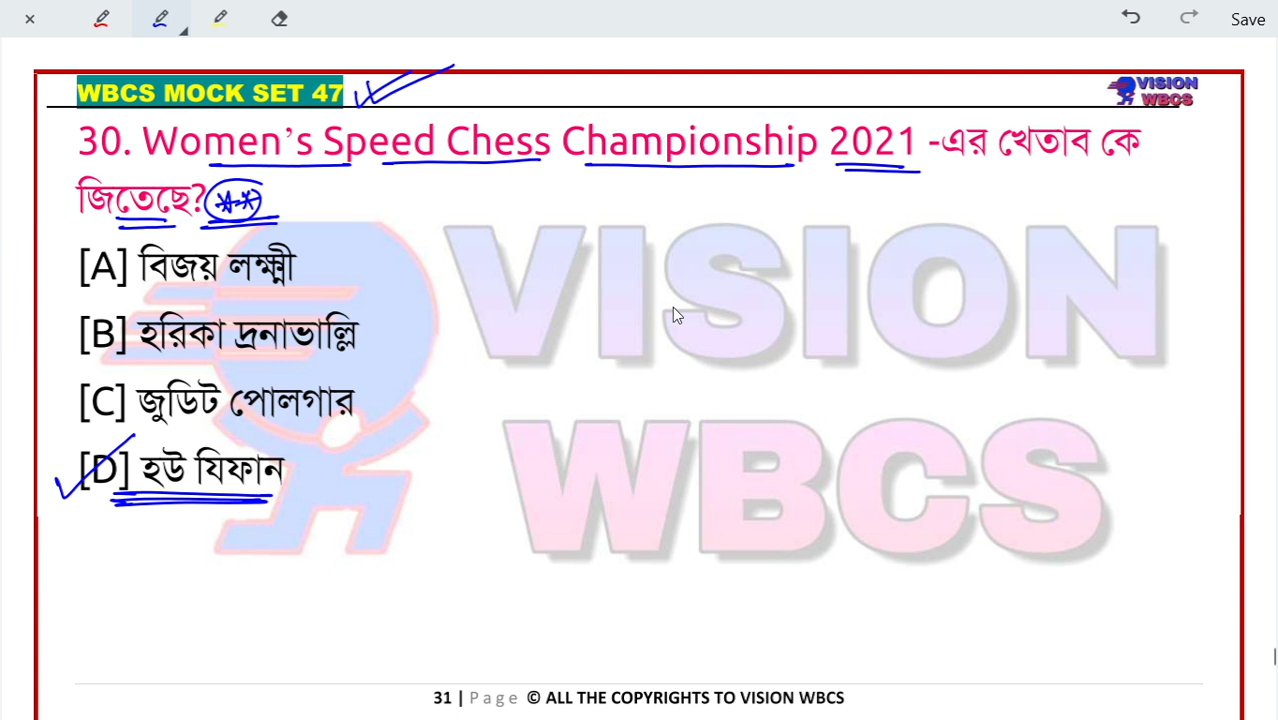 Save
WBCS MOCK SET 47
VISION
WBCS
30. Women’s Speed Chess Championship 2021 -এর খেতাব কে
জিতেছে?
[A] বিজয় লক্ষ্মী
[B] হরিকা দ্রনাভাল্লি
[C] জুডিট পোলগার
[D] হউ যিফান
VISION
WBCS
31 | Page © ALL THE COPYRIGHTS TO VISION WBCS